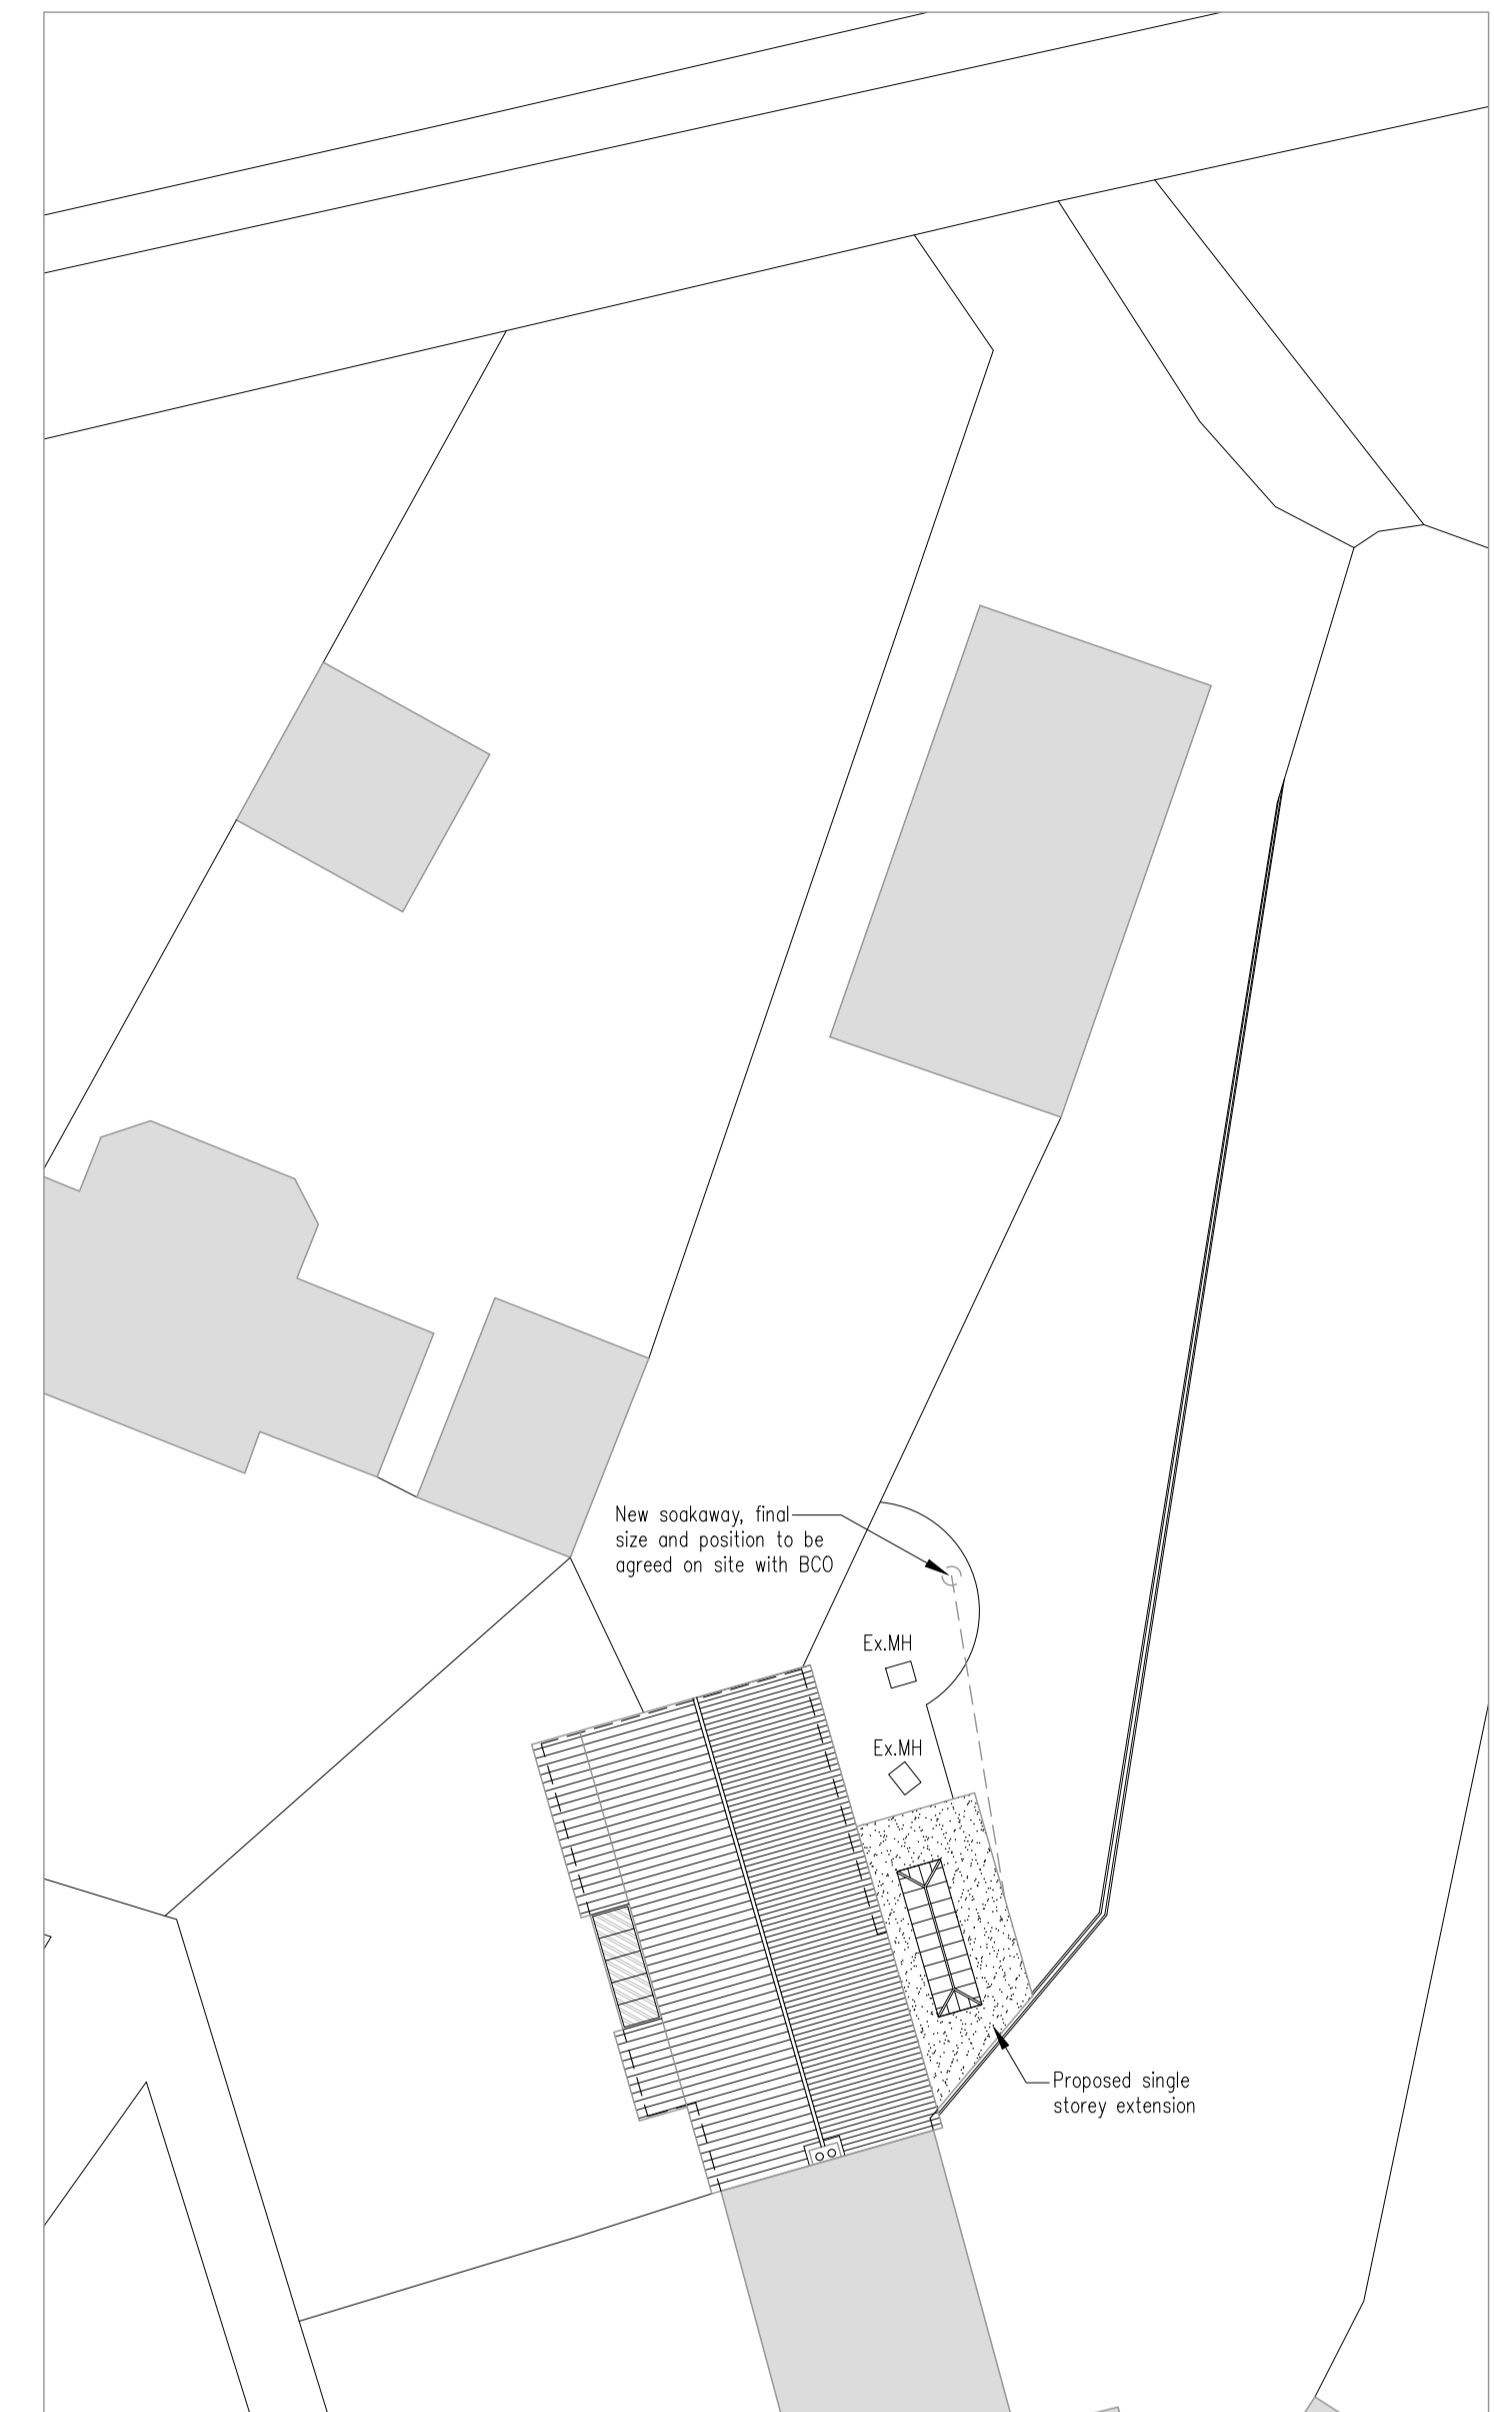 New soakaway, final
size and position to be
agreed on site with BCO
Ex.MH
Ex.MH
Proposed single
storey extension